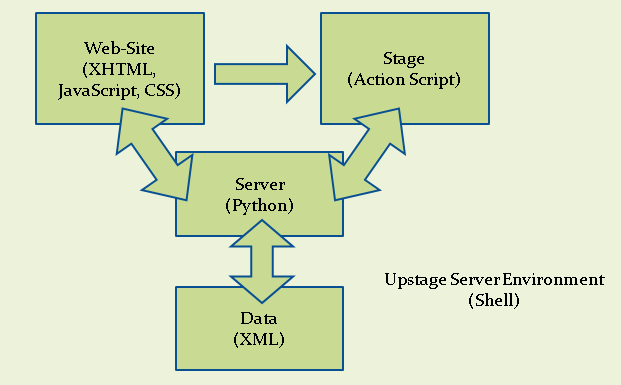 Web-Site
(XHTML,
JavaScript, CSS)
Stage
(Action Script)
Server
(Python)
Upstage Server Environment
(Shell)
Data
(XML)